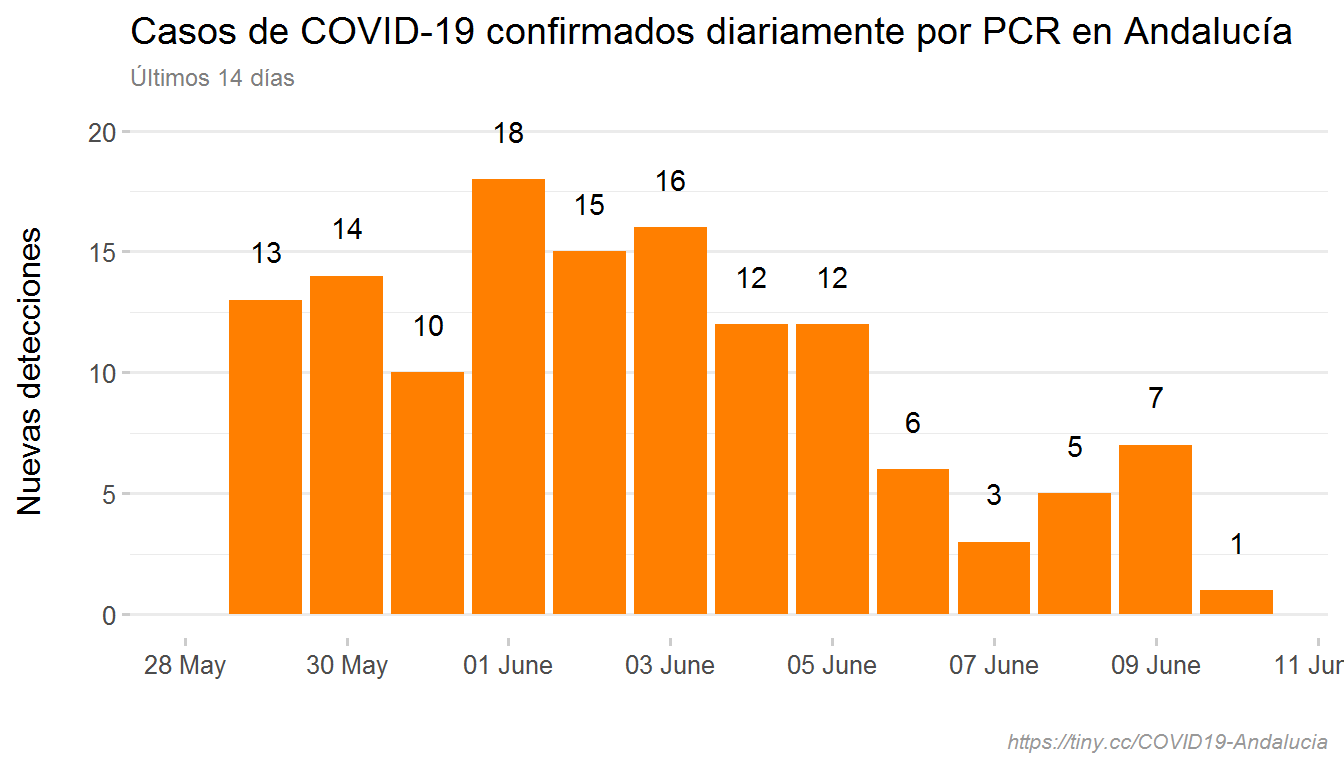 Casos de COVID-19 confirmados diariamente por PCR en Andalucía
Últimos 14 días
Nuevas detecciones
20
15
10
5
0
13
14
10
18
15
16
12
12
6
3
5
7
1
28 May
30 May
01 June
03 June
05 June
07 June
09 June
11 Jun
https://tiny.cc/COVID19-Andalucia